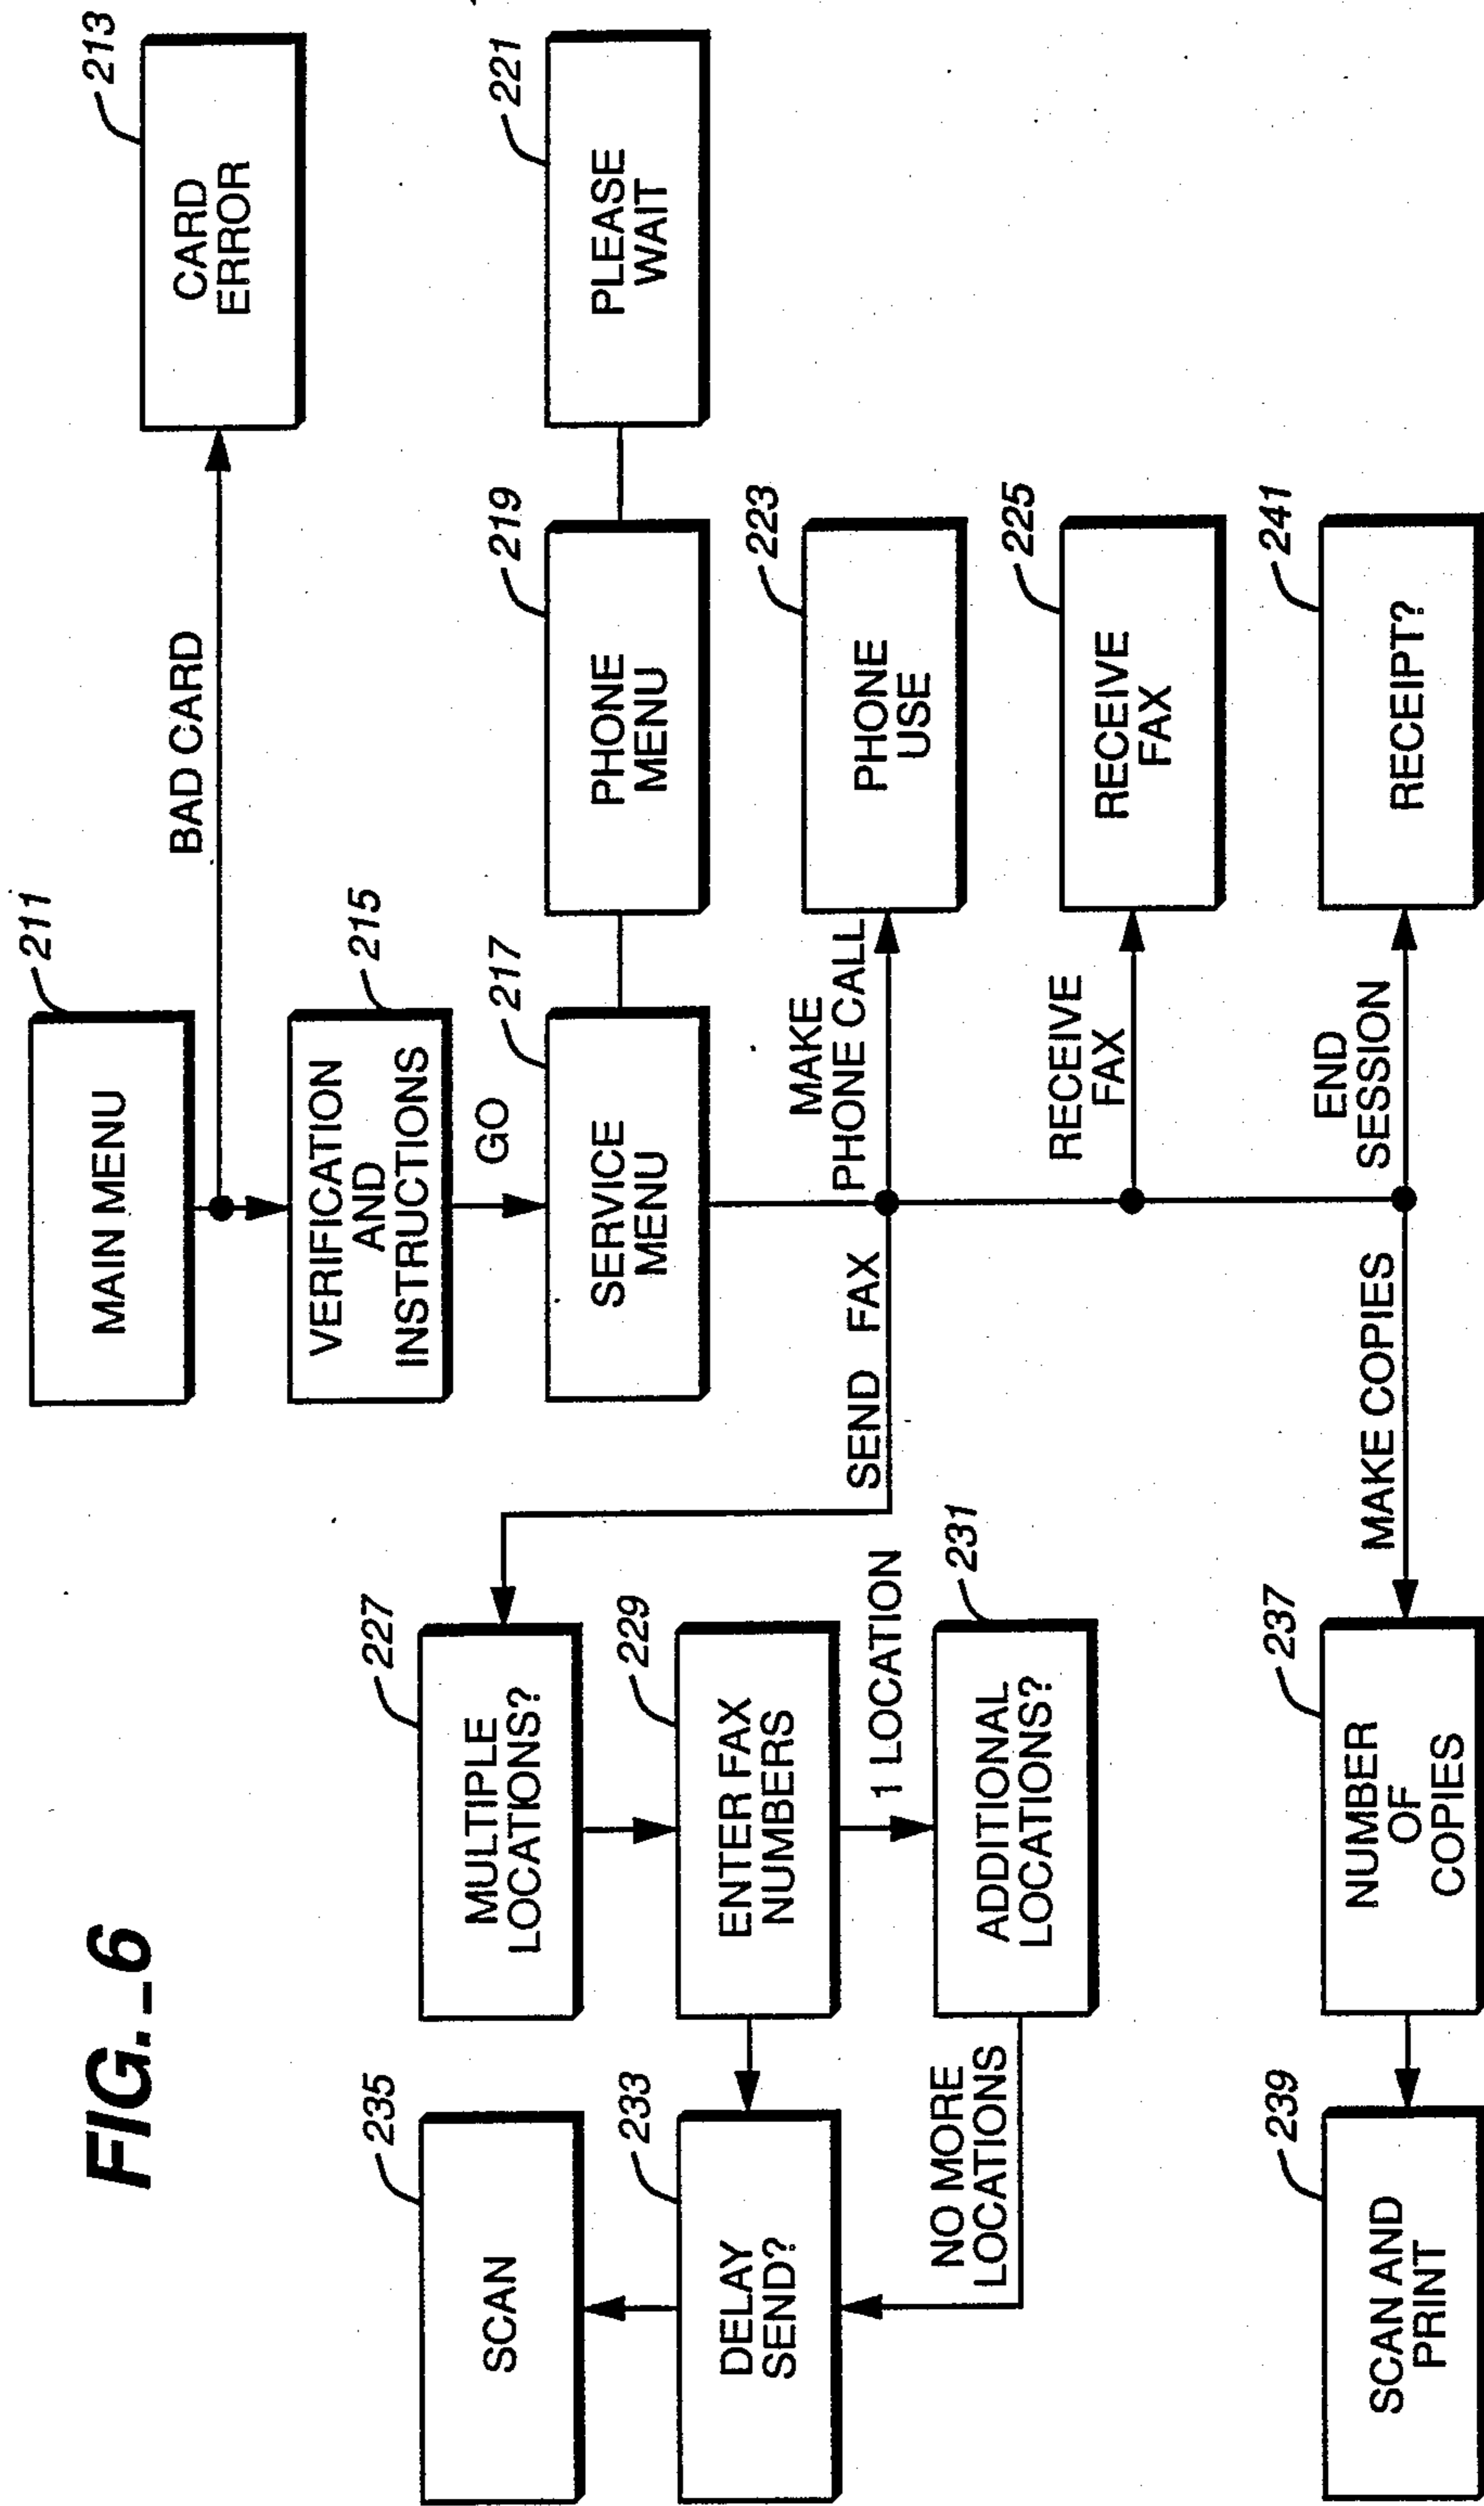 FIG._6
211
MAIN MENU
213
CARD
ERROR
BAD CARD
215
VERIFICATION
AND
INSTRUCTIONS
GO
217
SERVICE
MENU
219
PHONE
MENU
221
PLEASE
WAIT
MAKE
PHONE CALL
223
PHONE
USE
RECEIVE
FAX
225
RECEIVE
FAX
END
SESSION
241
RECEIPT?
SEND FAX
227
MULTIPLE
LOCATIONS?
229
ENTER FAX
NUMBERS
1 LOCATION
231
ADDITIONAL
LOCATIONS?
NO MORE
LOCATIONS
233
DELAY
SEND?
235
SCAN
MAKE COPIES
237
NUMBER
OF
COPIES
239
SCAN AND
PRINT